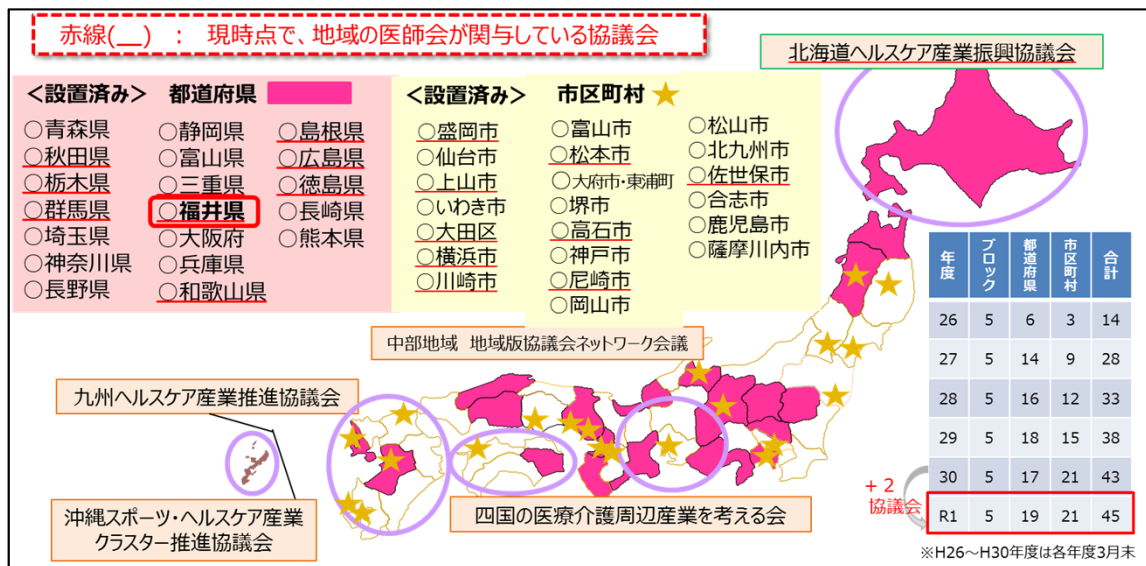 赤線(__) ： 現時点で、地域の医師会が関与している協議会
北海道ヘルスケア産業振興協議会
＜設置済み＞ 都道府県
○青森県
○秋田県
○栃木県
○群馬県
○埼玉県
○神奈川県
○長野県
○静岡県
○富山県
○三重県
○福井県
○大阪府
○兵庫県
○和歌山県
○島根県
○広島県
○徳島県
○長崎県
○熊本県
＜設置済み＞ 市区町村
○盛岡市
○仙台市
○上山市
○いわき市
○大田区
○横浜市
○川崎市
○富山市
○松本市
○大府市・東浦町
○堺市
○高石市
○神戸市
○尼崎市
○岡山市
○松山市
○北九州市
○佐世保市
○合志市
○鹿児島市
○薩摩川内市
中部地域 地域版協議会ネットワーク会議
九州ヘルスケア産業推進協議会
沖縄スポーツ・ヘルスケア産業
クラスター推進協議会
四国の医療介護周辺産業を考える会
年度 ブロック 都道府県 市区町村 合計
26 5 6 3 14
27 5 14 9 28
28 5 16 12 33
29 5 18 15 38
30 5 17 21 43
R1 5 19 21 45
+２
協議会
※H26～H30年度は各年度3月末